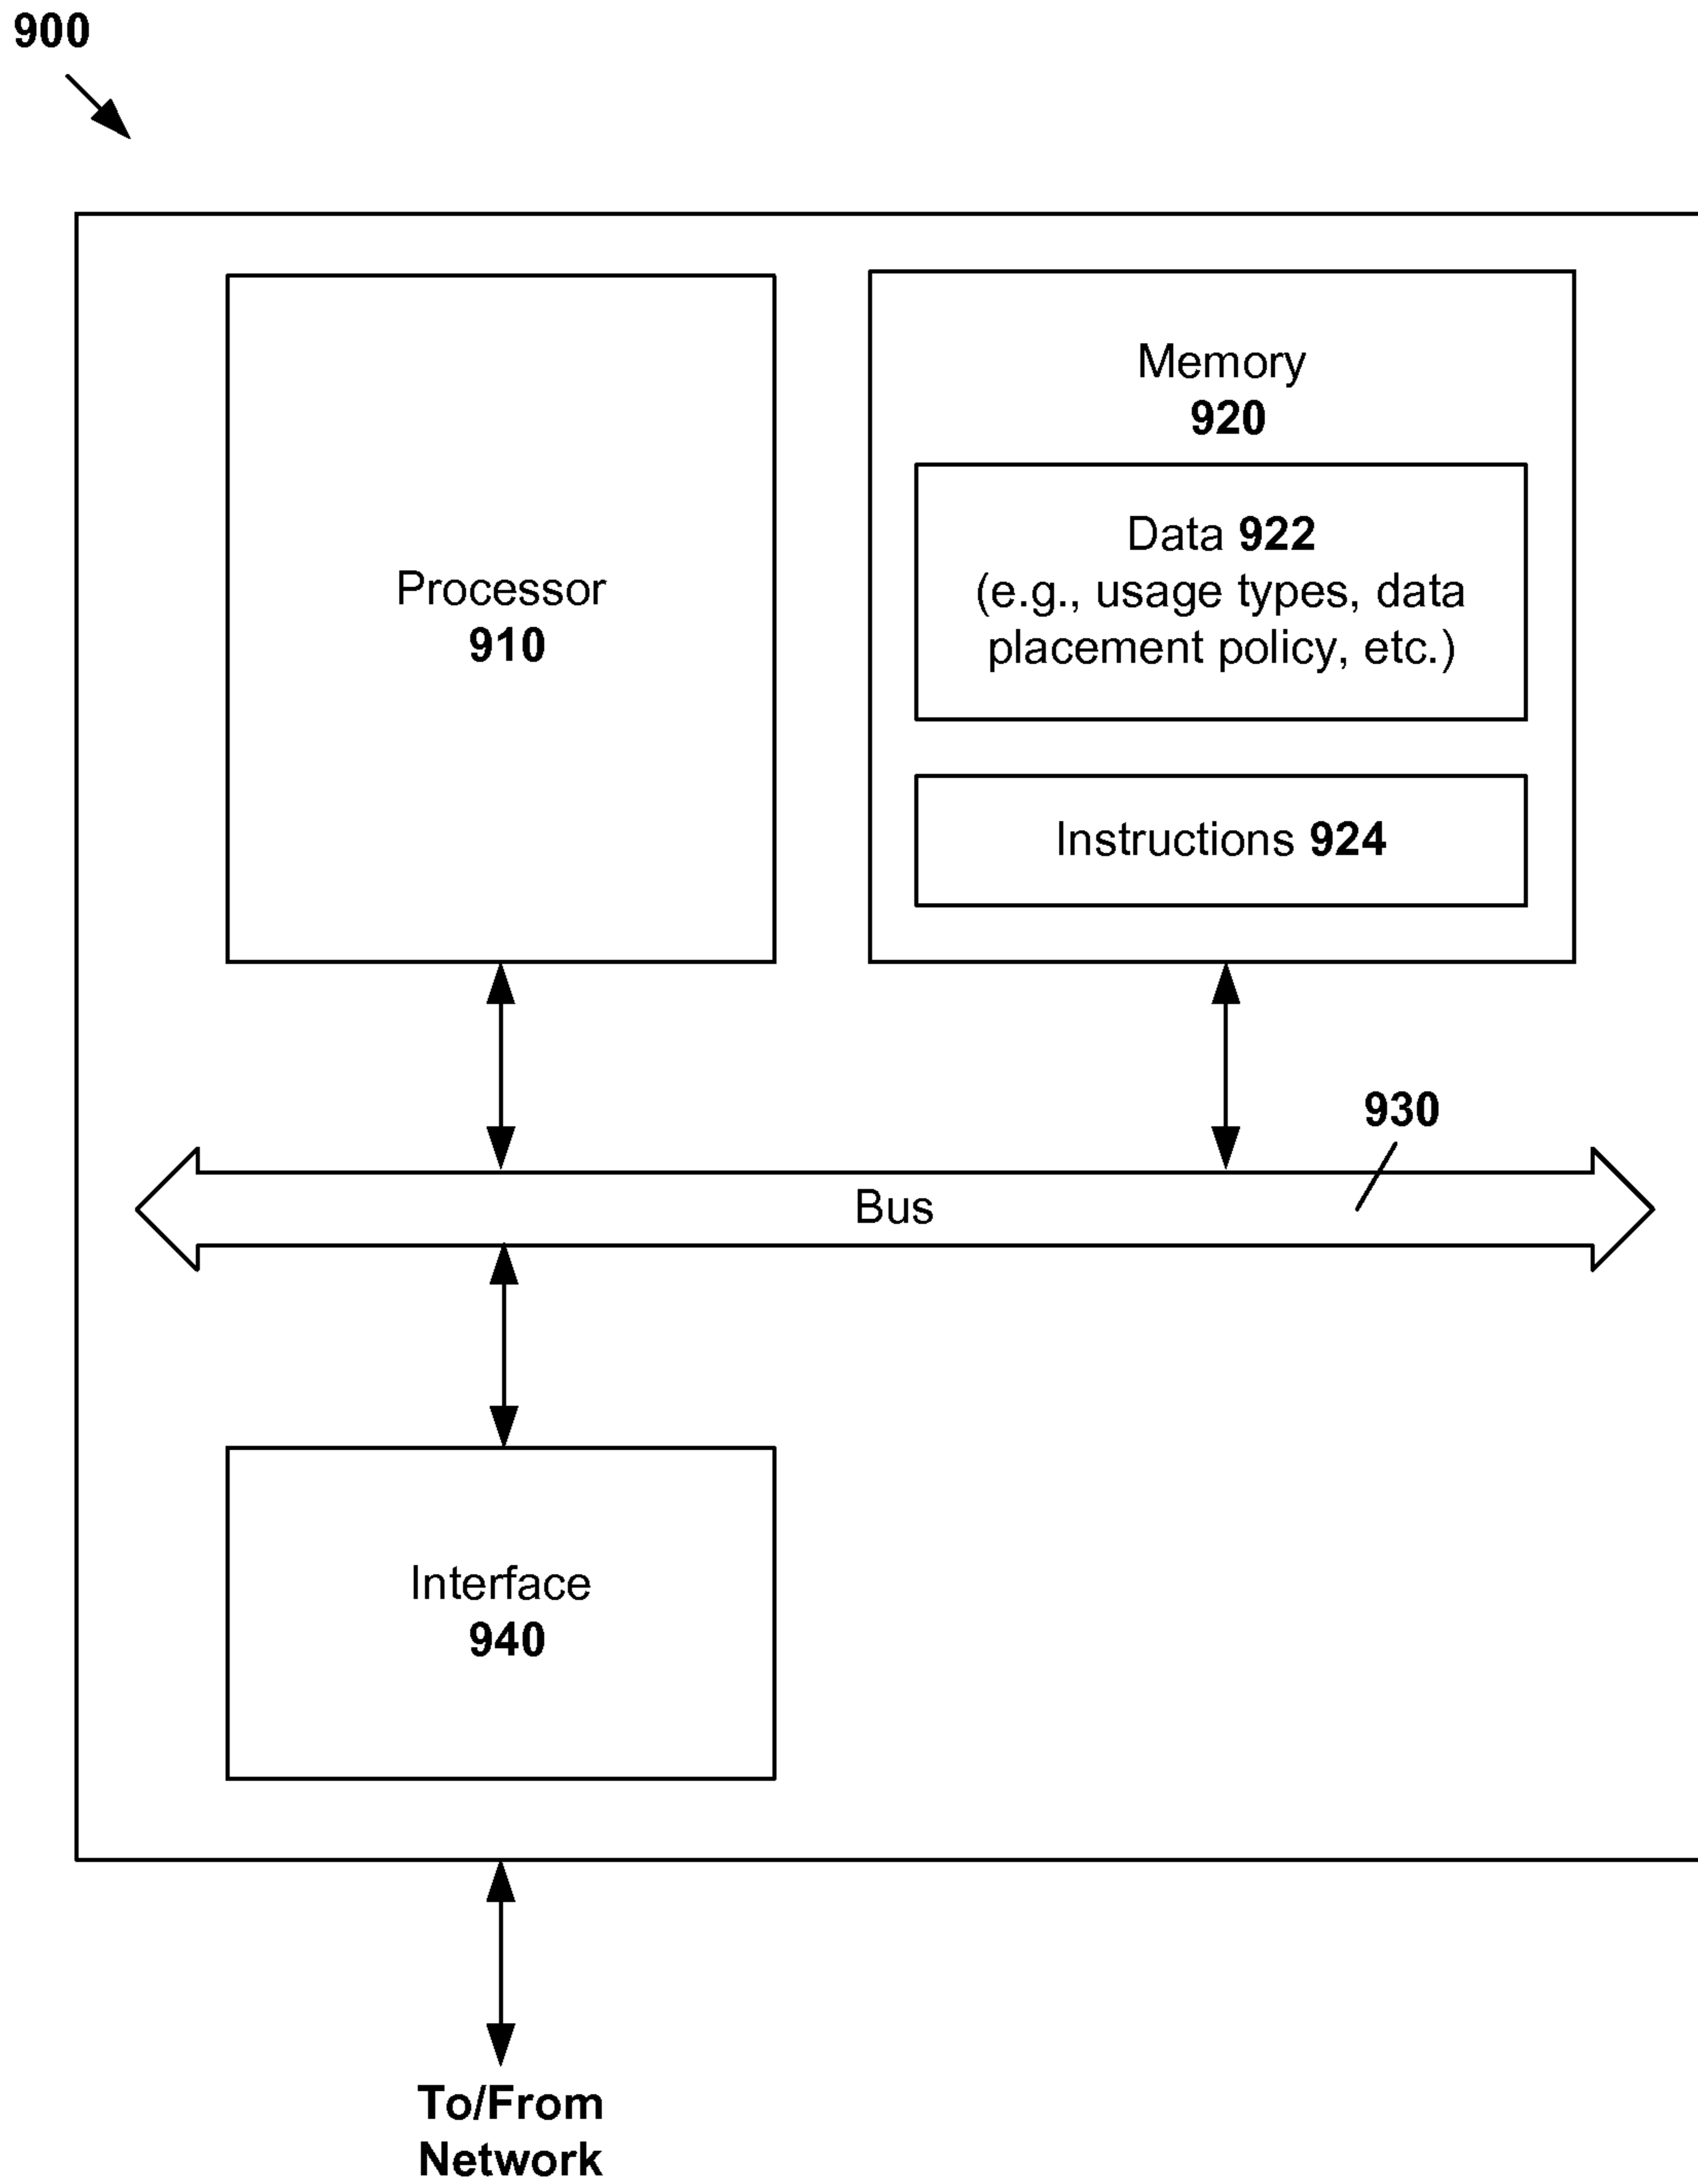 900
Processor
910
Memory
920
Data 922
(e.g., usage types, data
placement policy, etc.)
Instructions 924
930
Bus
Interface
940
To/From
Network